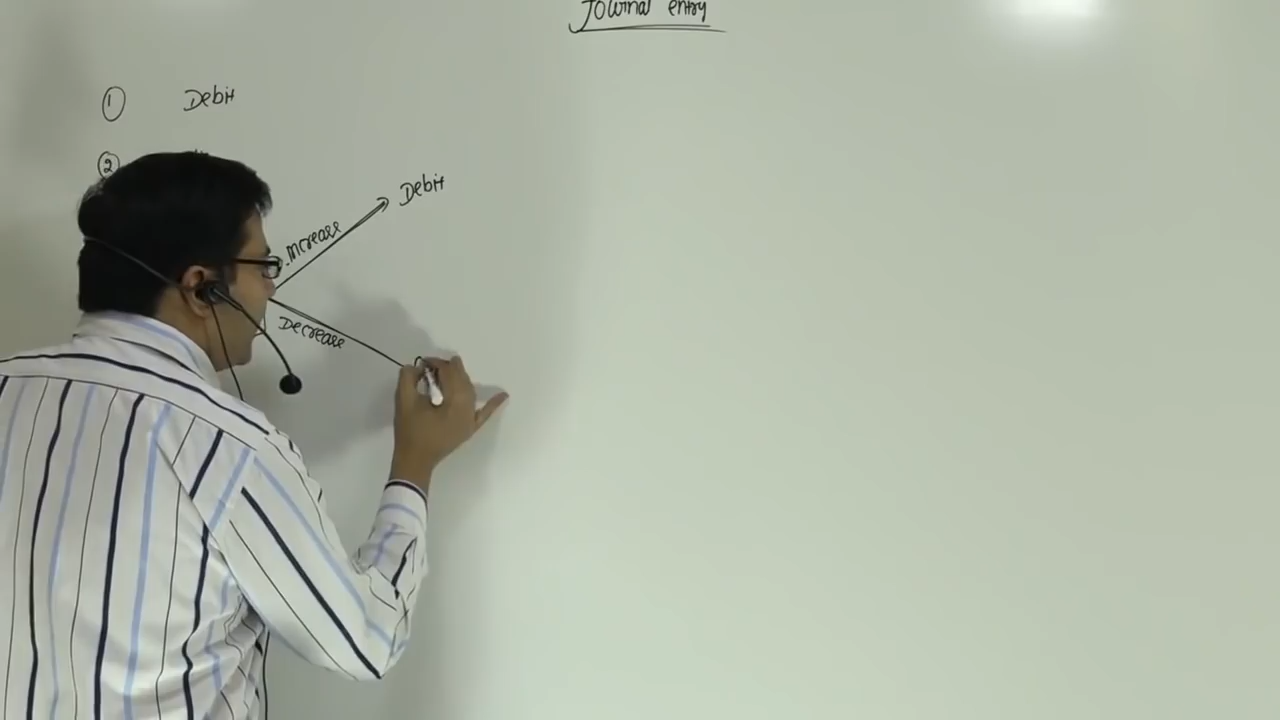 Journal entry
① Debit
②
Debit
Increase
Decrease